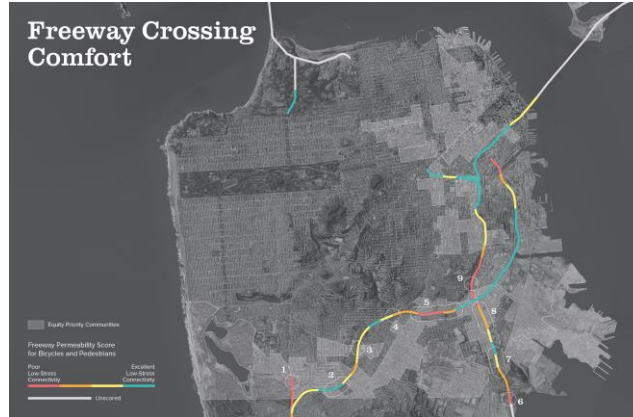 Freeway Crossing
Comfort
9
5
8
4
3
7
1
2
6
Equity Priority Communities
Freeway Permeability Score
for Bicycles and Pedestrians
Poor
Low-Stress
Connectivity
Excellent
Low-Stress
Connectivity
Unscored